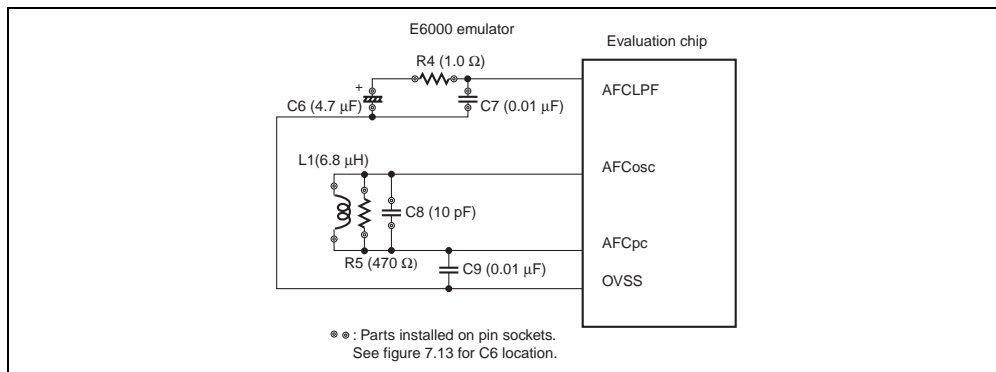 E6000 emulator
Evaluation chip
R4 (1.0 Ω)
+
AFCLPF
C6 (4.7 μF)
C7 (0.01 μF)
L1(6.8 μH)
AFCosc
C8 (10 pF)
AFCpc
R5 (470 Ω)
C9 (0.01 μF)
OVSS
: Parts installed on pin sockets.
See figure 7.13 for C6 location.